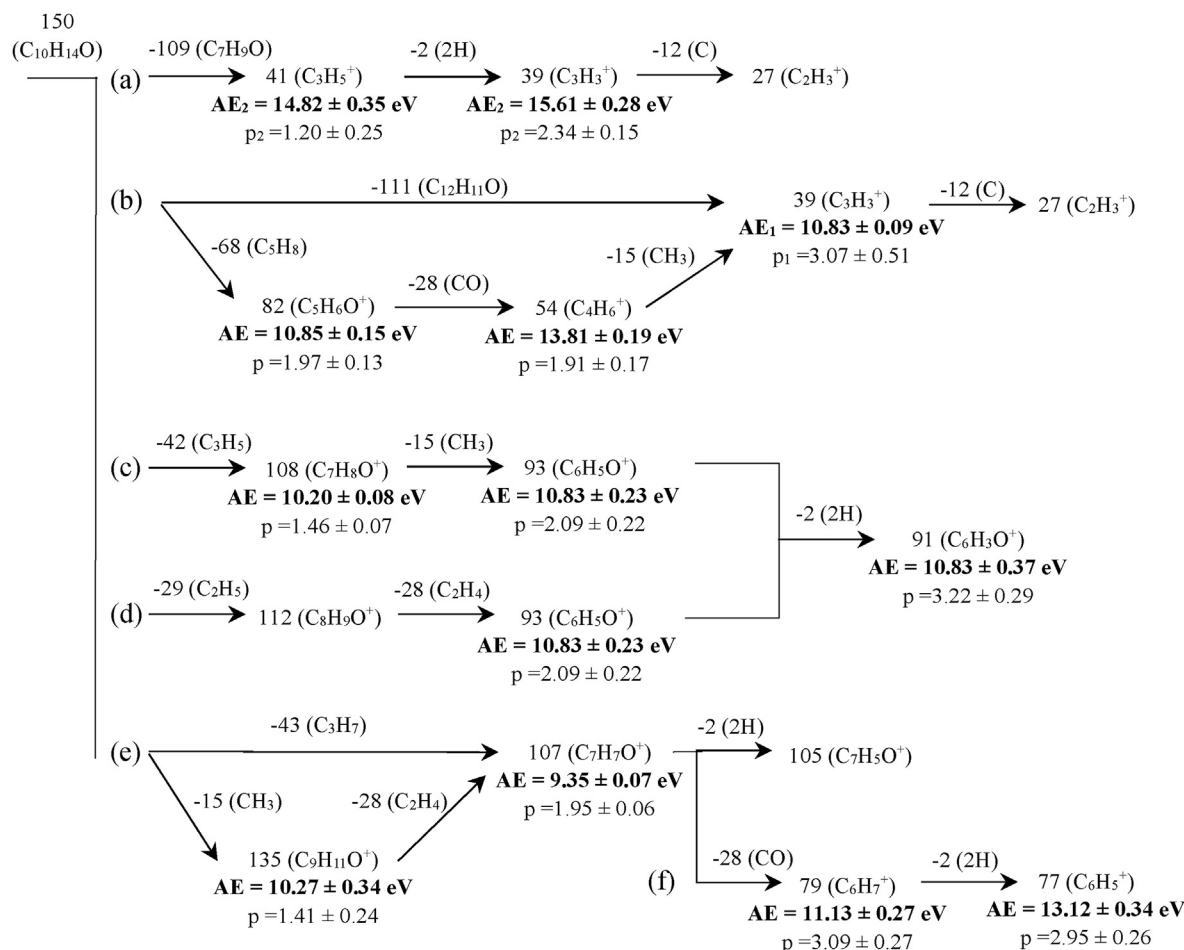 150
(C₁₀H₁₄O)
(a)
-109 (C₇H₉O)
41 (C₃H₅⁺)
AE₂ = 14.82 ± 0.35 eV
p₂ =1.20 ± 0.25
-2 (2H)
39 (C₃H₃⁺)
AE₂ = 15.61 ± 0.28 eV
p₂ =2.34 ± 0.15
-12 (C)
27 (C₂H₃⁺)
(b)
-111 (C₁₂H₁₁O)
39 (C₃H₃⁺)
AE₁ = 10.83 ± 0.09 eV
p₁ =3.07 ± 0.51
-12 (C)
27 (C₂H₃⁺)
-68 (C₅H₈)
82 (C₅H₆O⁺)
AE = 10.85 ± 0.15 eV
p =1.97 ± 0.13
-28 (CO)
54 (C₄H₆⁺)
AE = 13.81 ± 0.19 eV
p =1.91 ± 0.17
-15 (CH₃)
(c)
-42 (C₃H₅)
108 (C₇H₈O⁺)
AE = 10.20 ± 0.08 eV
p =1.46 ± 0.07
-15 (CH₃)
93 (C₆H₅O⁺)
AE = 10.83 ± 0.23 eV
p =2.09 ± 0.22
-2 (2H)
91 (C₆H₃O⁺)
AE = 10.83 ± 0.37 eV
p =3.22 ± 0.29
(d)
-29 (C₂H₅)
112 (C₈H₉O⁺)
-28 (C₂H₄)
93 (C₆H₅O⁺)
AE = 10.83 ± 0.23 eV
p =2.09 ± 0.22
(e)
-43 (C₃H₇)
107 (C₇H₇O⁺)
AE = 9.35 ± 0.07 eV
p =1.95 ± 0.06
-2 (2H)
105 (C₇H₅O⁺)
-15 (CH₃)
135 (C₉H₁₁O⁺)
AE = 10.27 ± 0.34 eV
p =1.41 ± 0.24
-28 (C₂H₄)
(f)
-28 (CO)
79 (C₆H₇⁺)
AE = 11.13 ± 0.27 eV
p =3.09 ± 0.27
-2 (2H)
77 (C₆H₅⁺)
AE = 13.12 ± 0.34 eV
p =2.95 ± 0.26